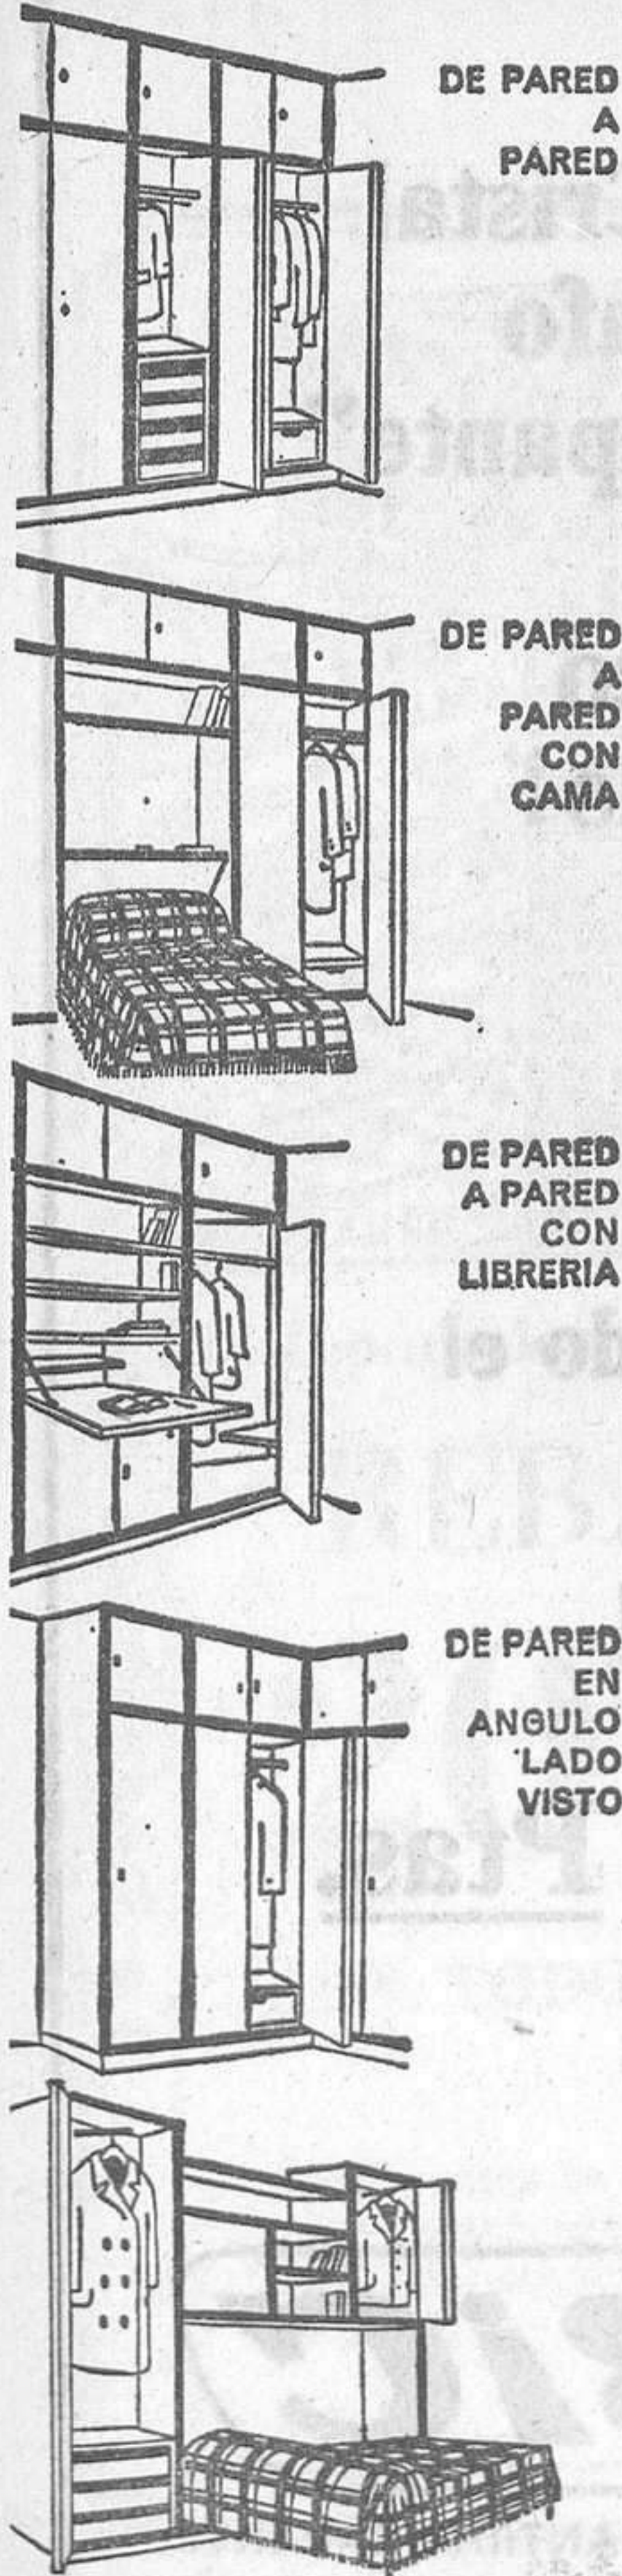 DE PARED
A
PARED
DE PARED
A
PARED
CON
CAMA
DE PARED
A PARED
CON
LIBRERIA
DE PARED
EN
ANGULO
LADO
VISTO